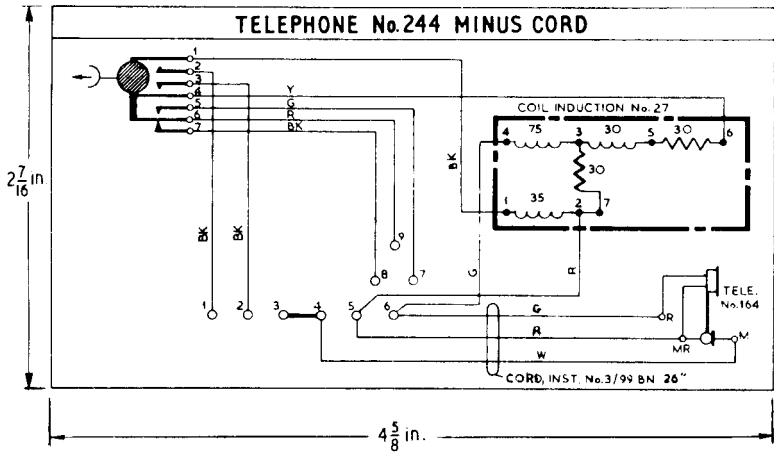 TELEPHONE No.244 MINUS CORD
1
2
3
4
5
6
7
Y
G
R
BK
COIL INDUCTION No.27
4 75 3 30 5 30 6
30
1 35 2 7
BK
2 7/16 in
BK BK
9
8 7
G R
1 2 3 4 5 6
G R
TELE.
No.164
R MR M
W
CORD, INST. No.3/99 BN 26"
4 5/8 in.